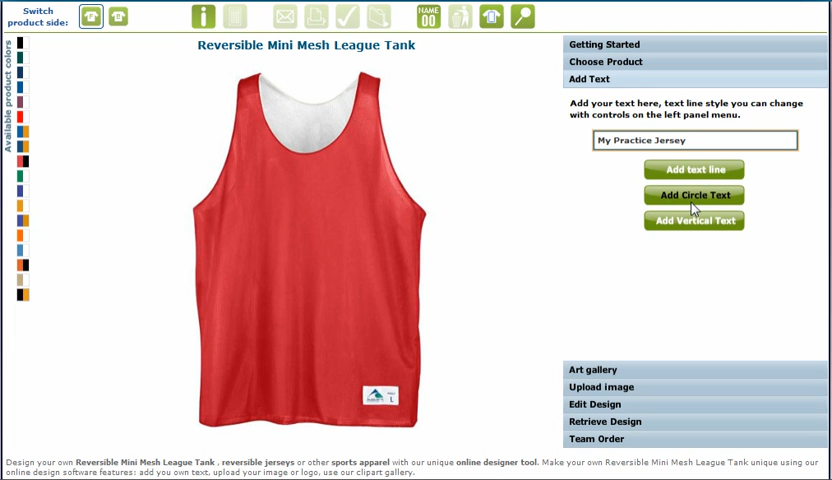 Switch
product side:
NAME
00
Reversible Mini Mesh League Tank
Available product colors
L
Getting Started
Choose Product
Add Text
Add your text here, text line style you can change
with controls on the left panel menu.
My Practice Jersey
Add text line
Add Circle Text
Add Vertical Text
Art gallery
Upload image
Edit Design
Retrieve Design
Team Order
Design your own Reversible Mini Mesh League Tank , reversible jerseys or other sports apparel with our unique online designer tool. Make your own Reversible Mini Mesh League Tank unique using our
online design software features: add you own text, upload your image or logo, use our clipart gallery.